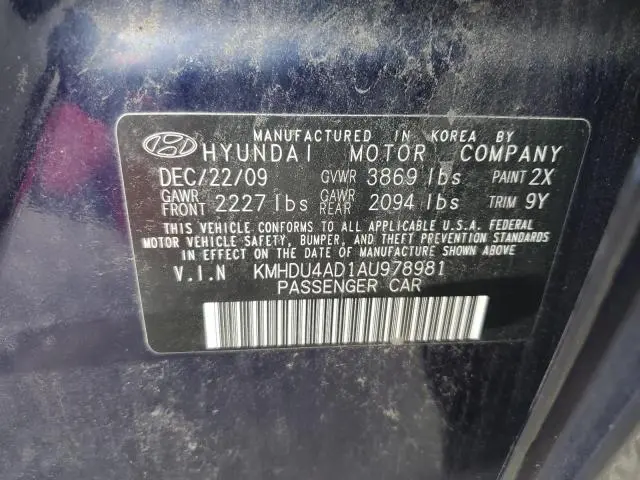 MANUFACTURED IN KOREA BY
HYUNDAI MOTOR COMPANY
DEC/22/09 GVWR 3869 lbs PAINT 2X
GAWR FRONT 2227 lbs GAWR REAR 2094 lbs TRIM 9Y
THIS VEHICLE CONFORMS TO ALL APPLICABLE U.S.A. FEDERAL
MOTOR VEHICLE SAFETY, BUMPER, AND THEFT PREVENTION STANDARDS
IN EFFECT ON THE DATE OF MANUFACTURE SHOWN ABOVE
V.I.N KMHDU4AD1AU978981
PASSENGER CAR